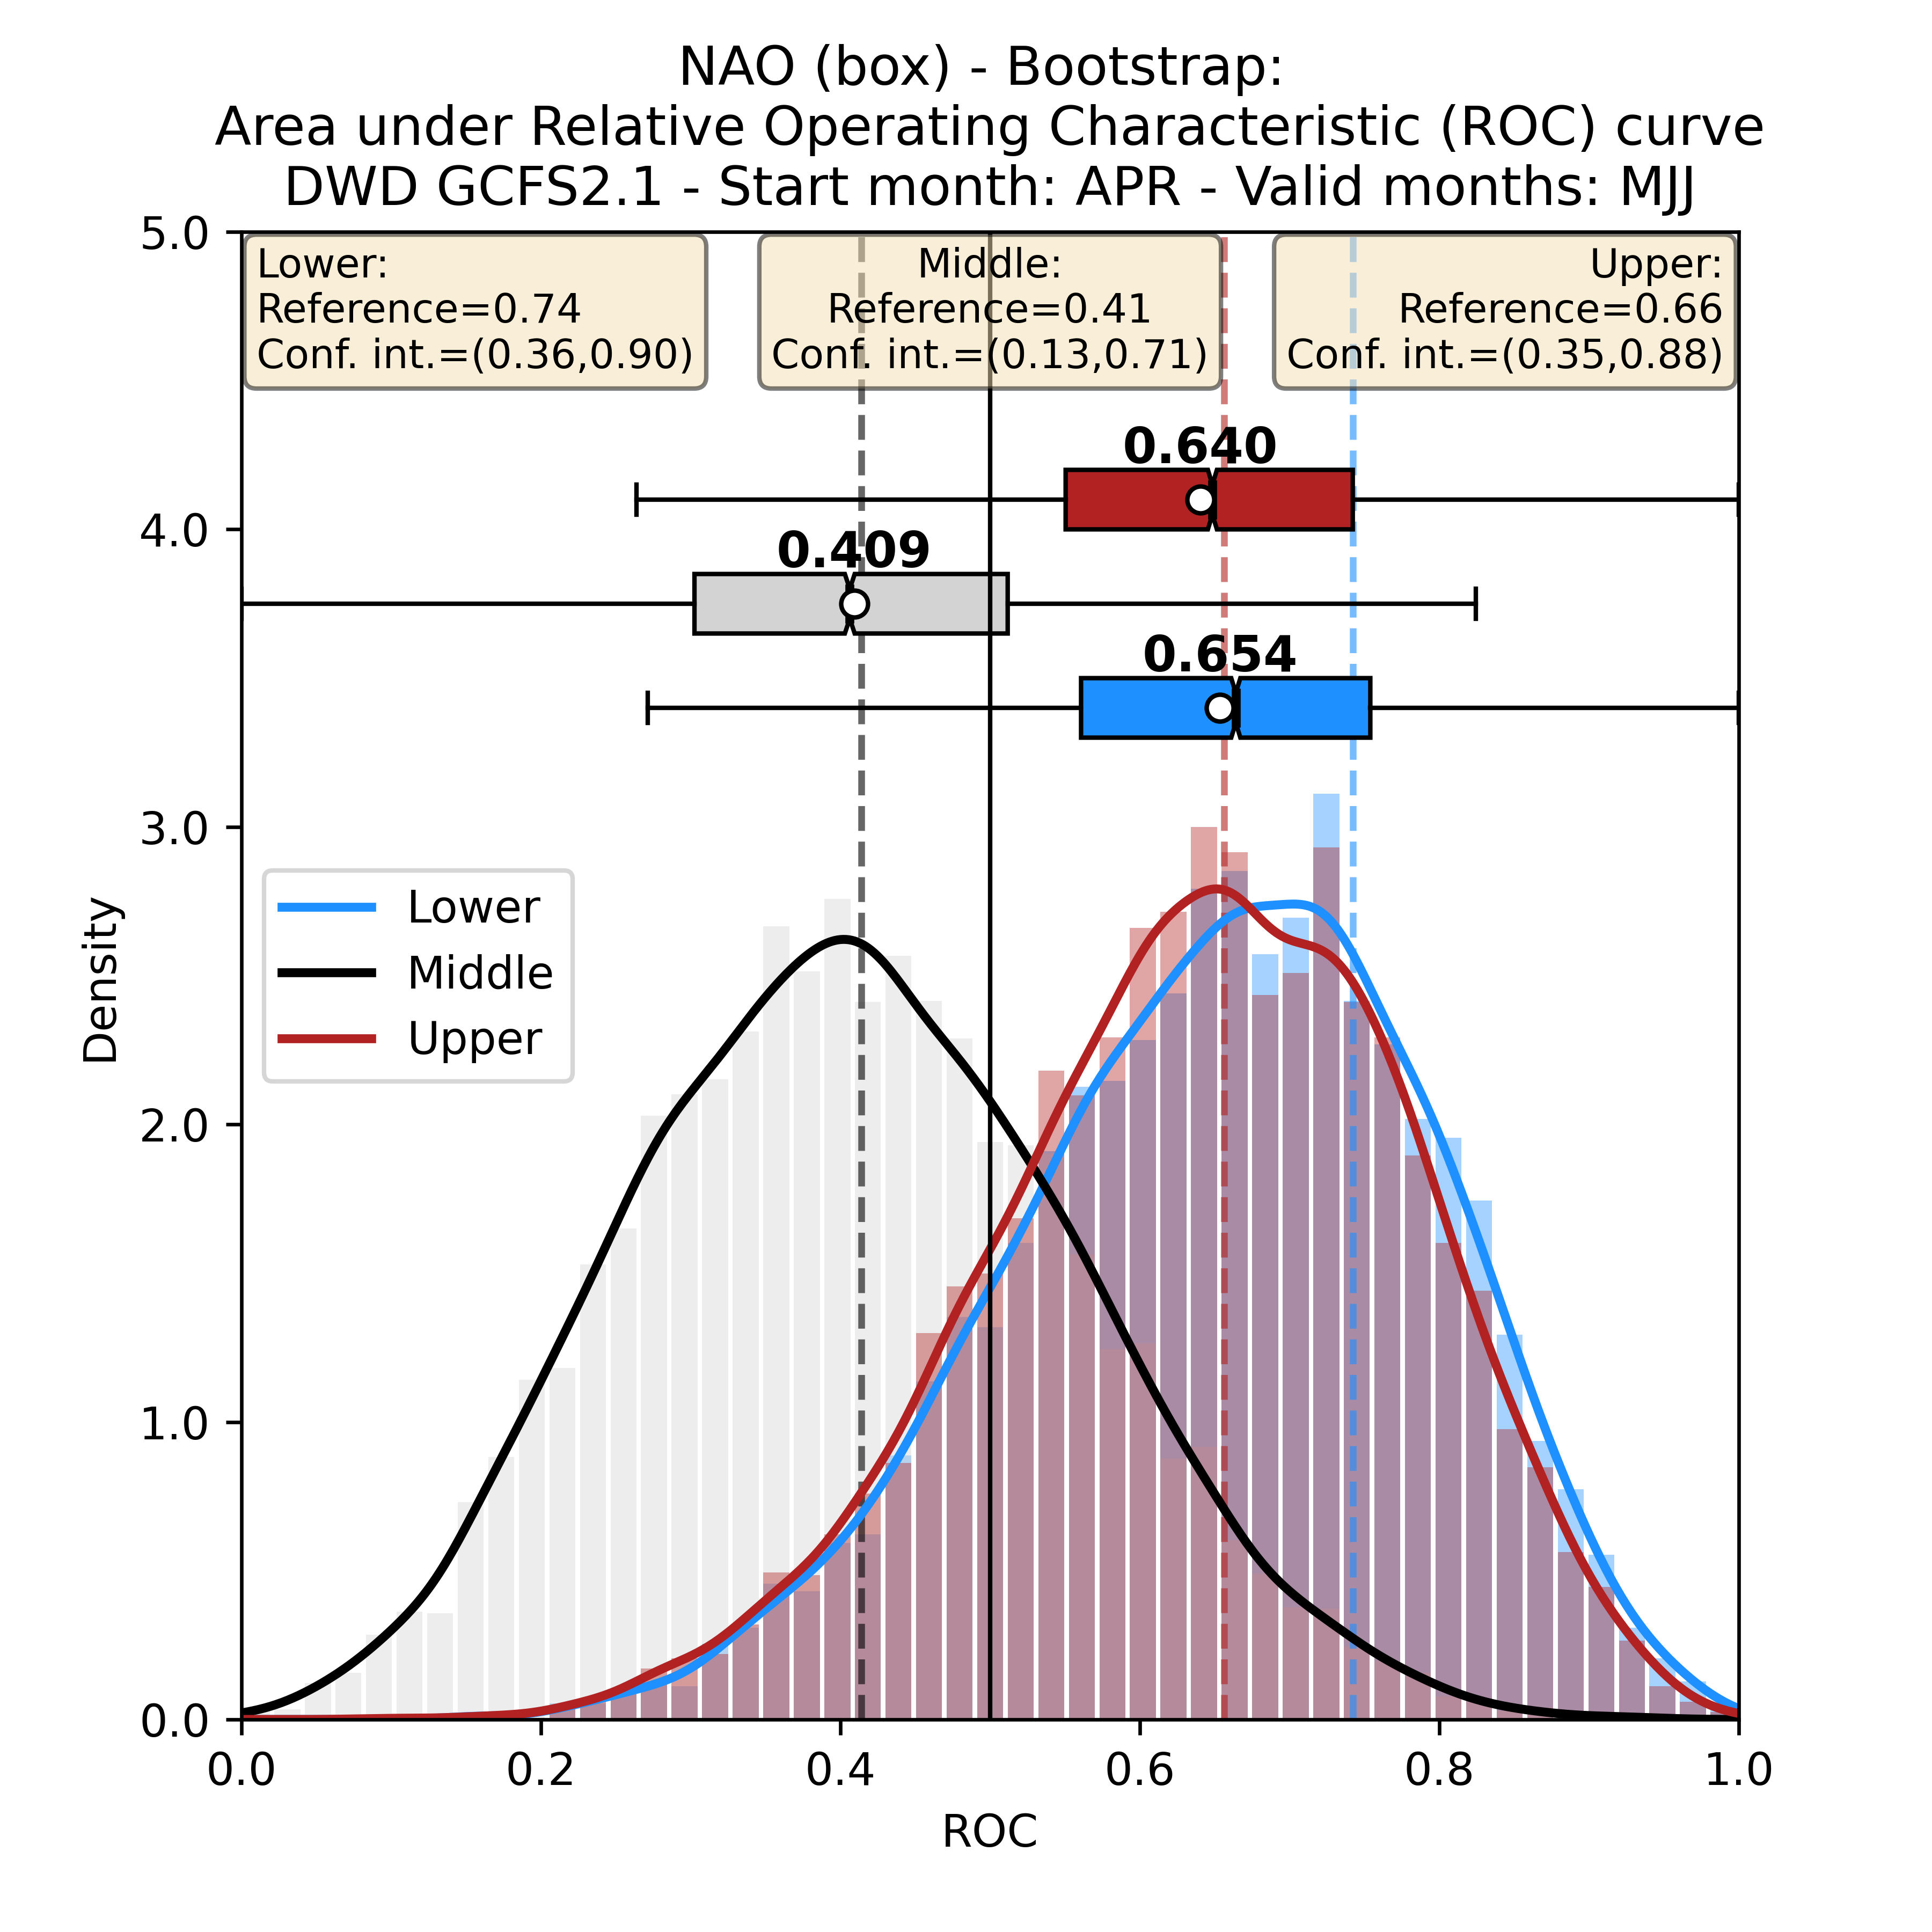 NAO (box) - Bootstrap:
Area under Relative Operating Characteristic (ROC) curve
DWD GCFS2.1 - Start month: APR - Valid months: MJJ
5.0
Lower:
Reference=0.74
Conf. int.=(0.36,0.90)
Middle:
Reference=0.41
Conf. int.=(0.13,0.71)
Upper:
Reference=0.66
Conf. int.=(0.35,0.88)
0.640
4.0
0.409
0.654
3.0
Lower
Middle
Upper
Density
2.0
1.0
0.0
0.0 0.2 0.4 0.6 0.8 1.0
ROC